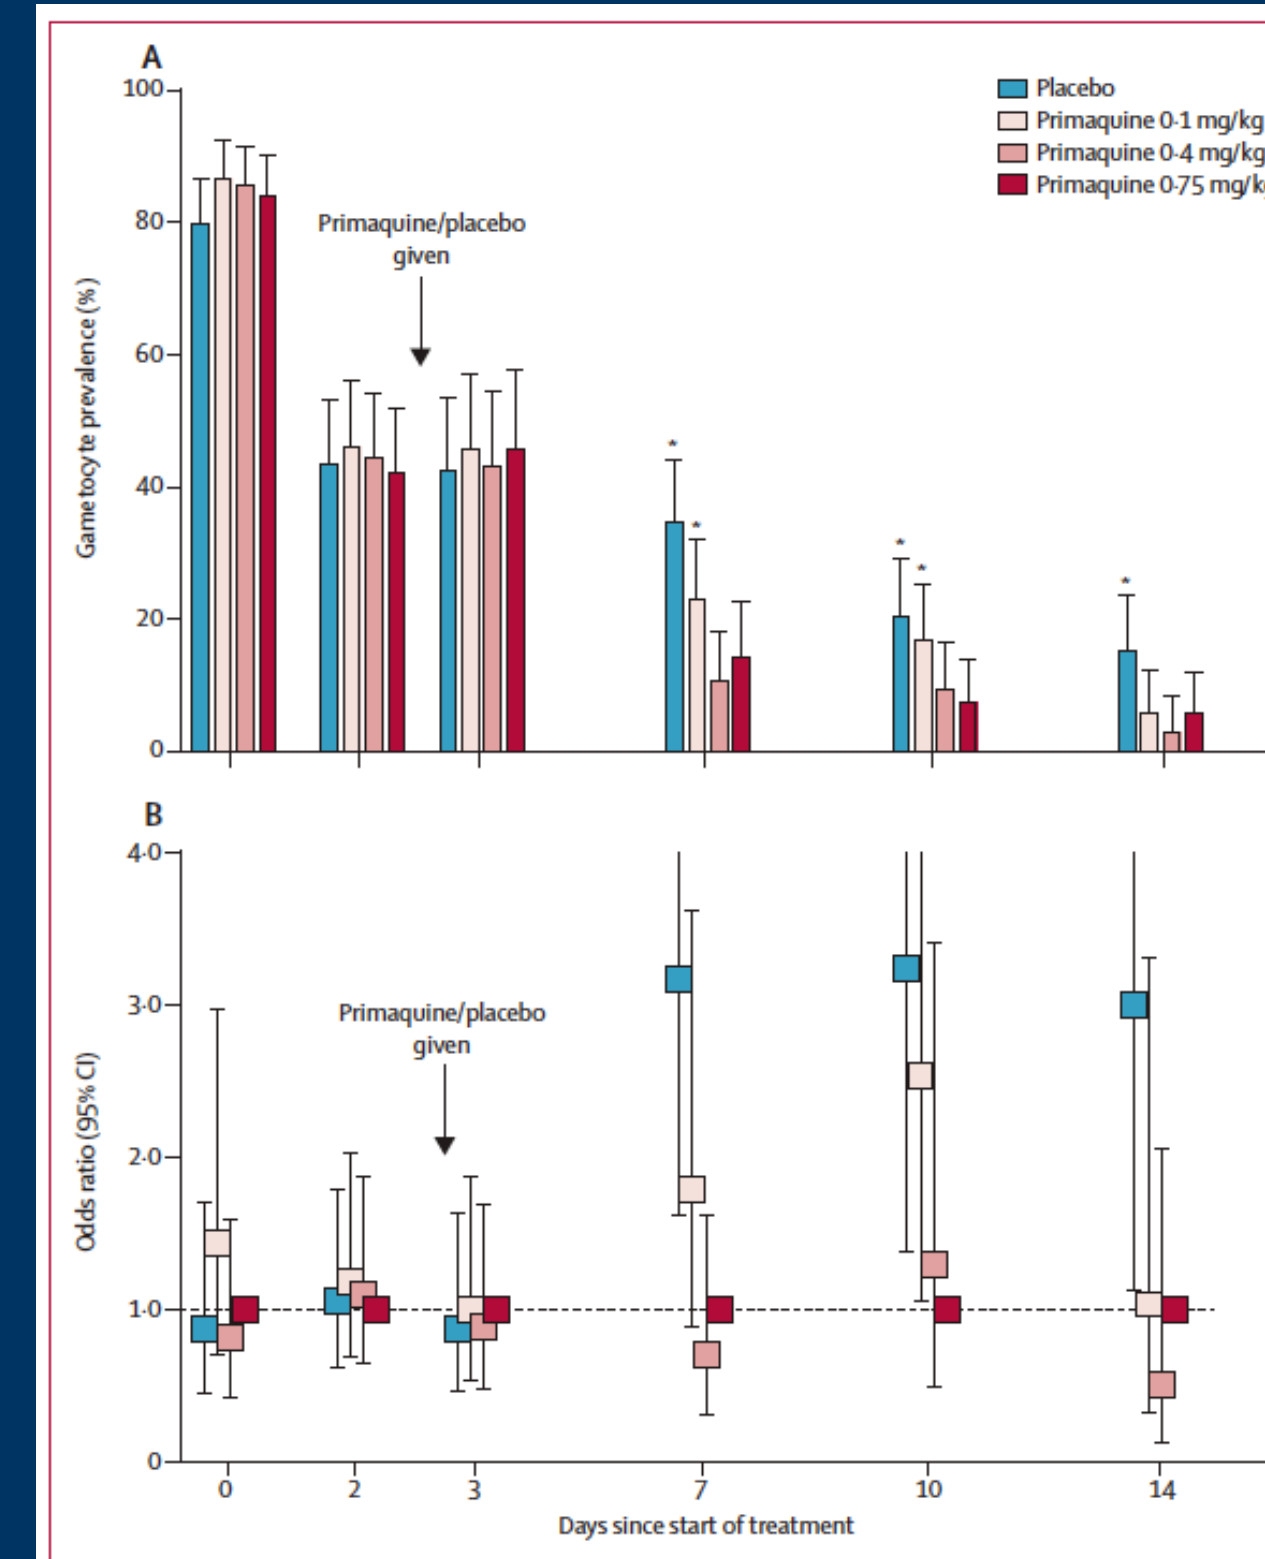 A
100
80
60
40
20
0
Gametocyte prevalence (%)
Placebo
Primaquine 0·1 mg/kg
Primaquine 0·4 mg/kg
Primaquine 0·75 mg/kg
Primaquine/placebo
given
*
*
*
*
*
B
4·0
3·0
2·0
1·0
0
Odds ratio (95% CI)
Primaquine/placebo
given
0 2 3 7 10 14
Days since start of treatment